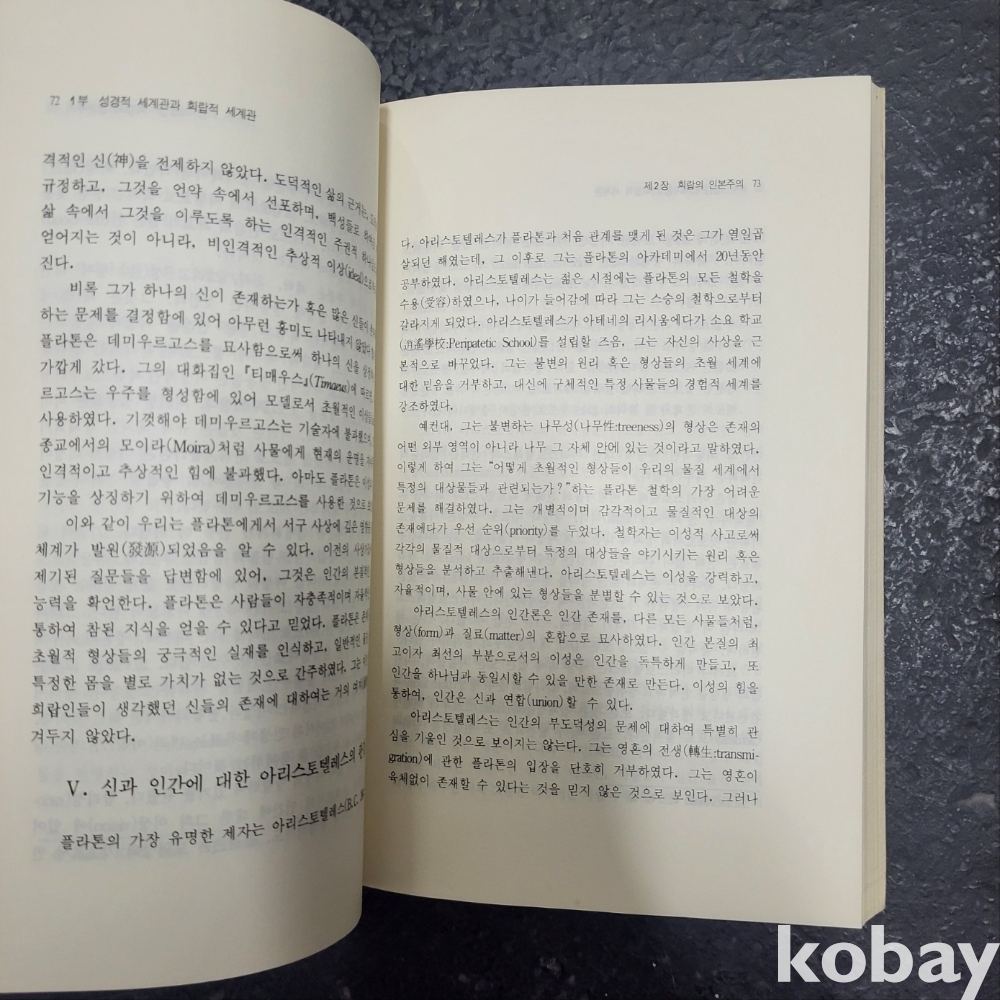 72 1부 성경적 세계관과 희랍적 세계관
격적인 신(神)을 전제하지 않았다. 도덕적인 삶의 근거는,
규정하고, 그것을 언약 속에서 선포하며, 백성들로 하여금
삶 속에서 그것을 이루도록 하는 인격적인 주권적
얻어지는 것이 아니라, 비인격적인 추상적 이상(ideal)으로
진다.
비록 그가 하나의 신이 존재하는가 혹은 많은 신들이
하는 문제를 결정함에 있어 아무런 흥미도 나타내지 않았다
플라톤은 데미우르고스를 묘사함으로써 하나의 신을
가깝게 갔다. 그의 대화집인 『티매우스』(Timaeus)에 따르면
르고스는 우주를 형성함에 있어 모델로서 초월적인
사용하였다. 기껏해야 데미우르고스는 기술자에 불과했으며
종교에서의 모이라(Moira)처럼 사물에게 현재의 운명을
인격적이고 추상적인 힘에 불과했다. 아마도 플라톤은
기능을 상징하기 위하여 데미우르고스를 사용한 것으로
이와 같이 우리는 플라톤에게서 서구 사상에 깊은
체계가 발원(發源)되었음을 알 수 있다. 이전의
제기된 질문들을 답변함에 있어, 그것은 인간의 본질적인
능력을 확언한다. 플라톤은 사람들이 자충족적이며
통하여 참된 지식을 얻을 수 있다고 믿었다. 플라톤은
초월적 형상들의 궁극적인 실재를 인식하고, 일반적인
특정한 몸을 별로 가치가 없는 것으로 간주하였다. 그는
희랍인들이 생각했던 신들의 존재에 대하여는 거의
겨두지 않았다.
V. 신과 인간에 대한 아리스토텔레스의
플라톤의 가장 유명한 제자는 아리스토텔레스(B.C.
제2장 희랍의 인본주의 73
다. 아리스토텔레스가 플라톤과 처음 관계를 맺게 된 것은 그가 열일곱
살되던 해였는데, 그 이후로 그는 플라톤의 아카데미에서 20년동안
공부하였다. 아리스토텔레스는 젊은 시절에는 플라톤의 모든 철학을
수용(受容)하였으나, 나이가 들어감에 따라 그는 스승의 철학으로부터
갈라지게 되었다. 아리스토텔레스가 아테네의 리시움에다가 소요 학교
(逍遙學校:Peripatetic School)를 설립할 즈음, 그는 자신의 사상을 근
본적으로 바꾸었다. 그는 불변의 원리 혹은 형상들의 초월 세계에
대한 믿음을 거부하고, 대신에 구체적인 특정 사물들의 경험적 세계를
강조하였다.
예컨대, 그는 불변하는 나무성(나무性:treeness)의 형상은 존재의
어떤 외부 영역이 아니라 나무 그 자체 안에 있는 것이라고 말하였다.
이렇게 하여 그는 "어떻게 초월적인 형상들이 우리의 물질 세계에서
특정의 대상물들과 관련되는가?"하는 플라톤 철학의 가장 어려운
문제를 해결하였다. 그는 개별적이며 감각적이고 물질적인 대상의
존재에다가 우선 순위(priority)를 두었다. 철학자는 이성적 사고로써
각각의 물질적 대상으로부터 특정의 대상들을 야기시키는 원리 혹은
형상들을 분석하고 추출해낸다. 아리스토텔레스는 이성을 강력하고,
자율적이며, 사물 안에 있는 형상들을 분별할 수 있는 것으로 보았다.
아리스토텔레스의 인간론은 인간 존재를, 다른 모든 사물들처럼,
형상(form)과 질료(matter)의 혼합으로 묘사하였다. 인간 본질의 최
고이자 최선의 부분으로서의 이성은 인간을 독특하게 만들고, 또
인간을 하나님과 동일시할 수 있을 만한 존재로 만든다. 이성의 힘을
통하여, 인간은 신과 연합(union)할 수 있다.
아리스토텔레스는 인간의 부도덕성의 문제에 대하여 특별히 관
심을 기울인 것으로 보이지는 않는다. 그는 영혼의 전생(轉生:transmi-
gration)에 관한 플라톤의 입장을 단호히 거부하였다. 그는 영혼이
육체없이 존재할 수 있다는 것을 믿지 않은 것으로 보인다. 그러나
kobay